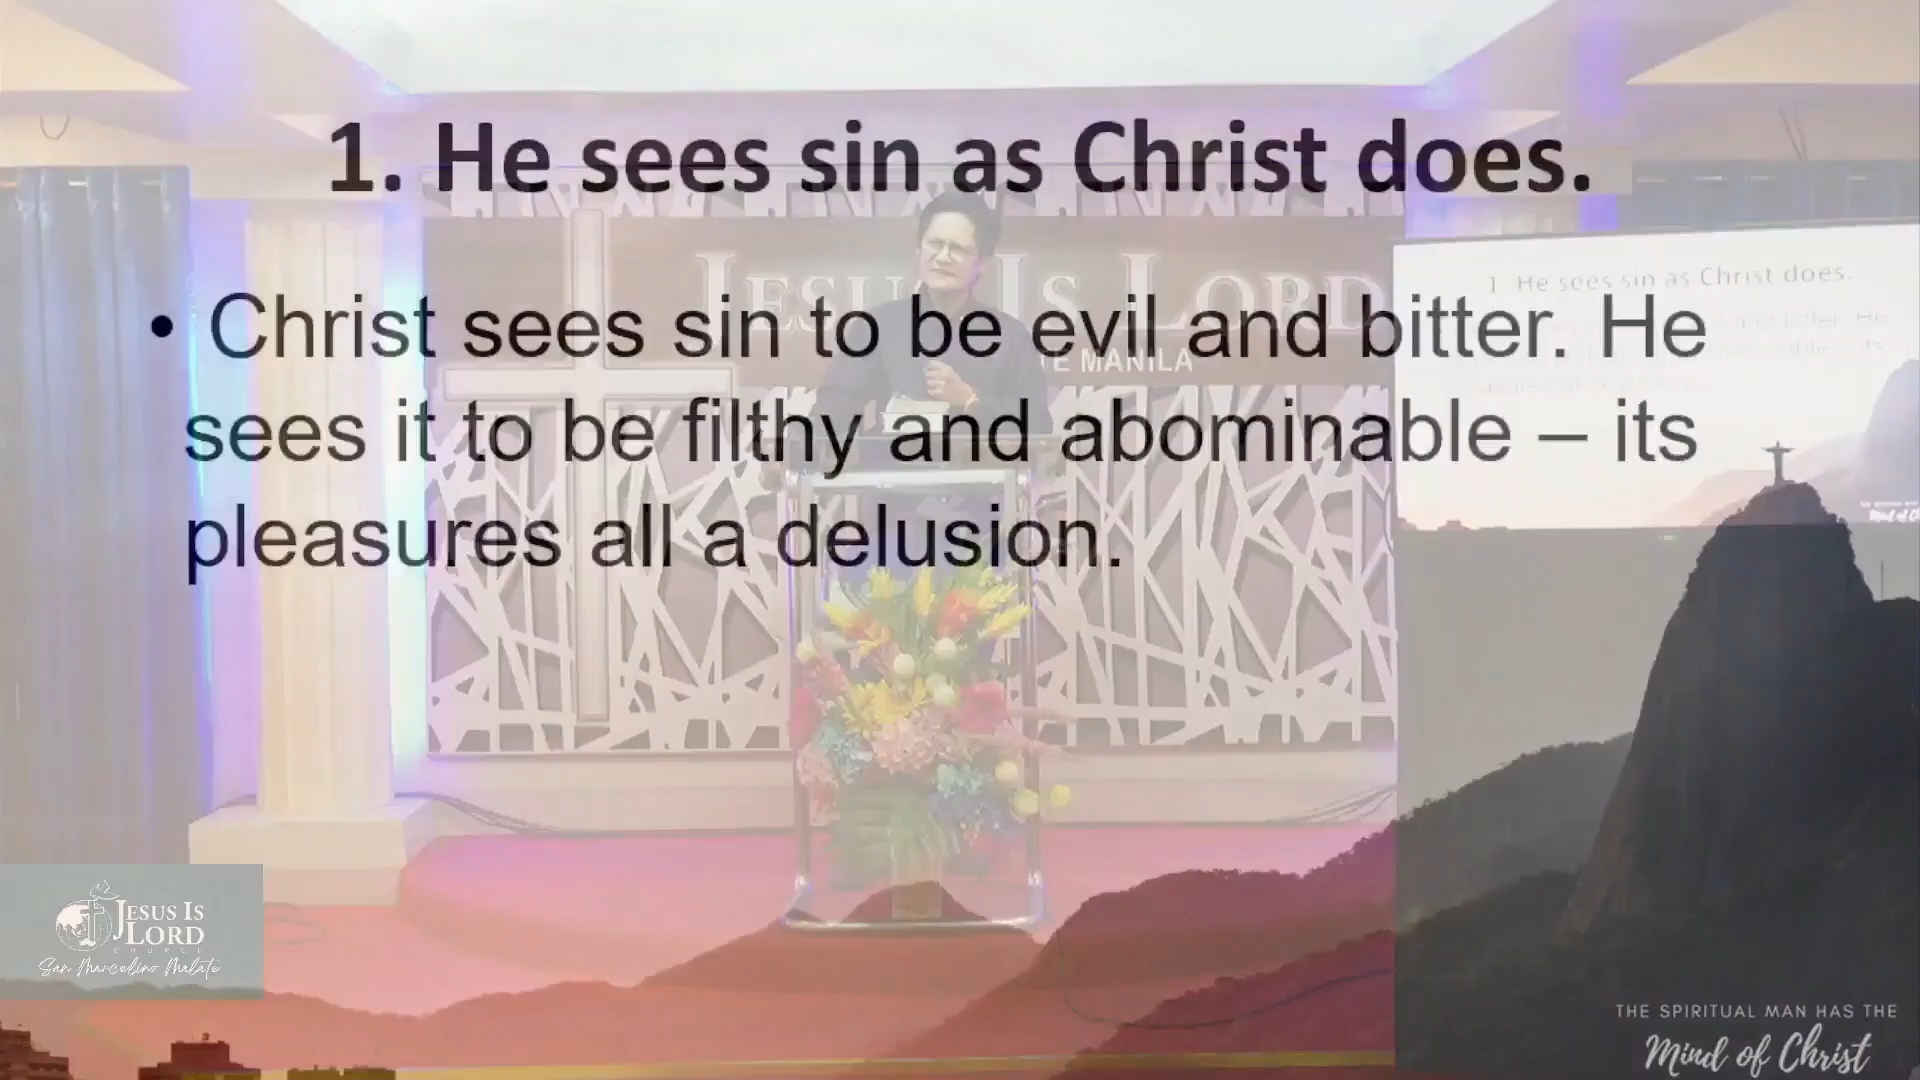 1. He sees sin as Christ does.
• Christ sees sin to be evil and bitter. He
sees it to be filthy and abominable – its
pleasures all a delusion.
JESUS IS LORD
MANILA
1. He sees sin as Christ does.
JESUS IS
LORD
CHURCH
San Marcelino Malate
THE SPIRITUAL MAN HAS THE
Mind of Christ